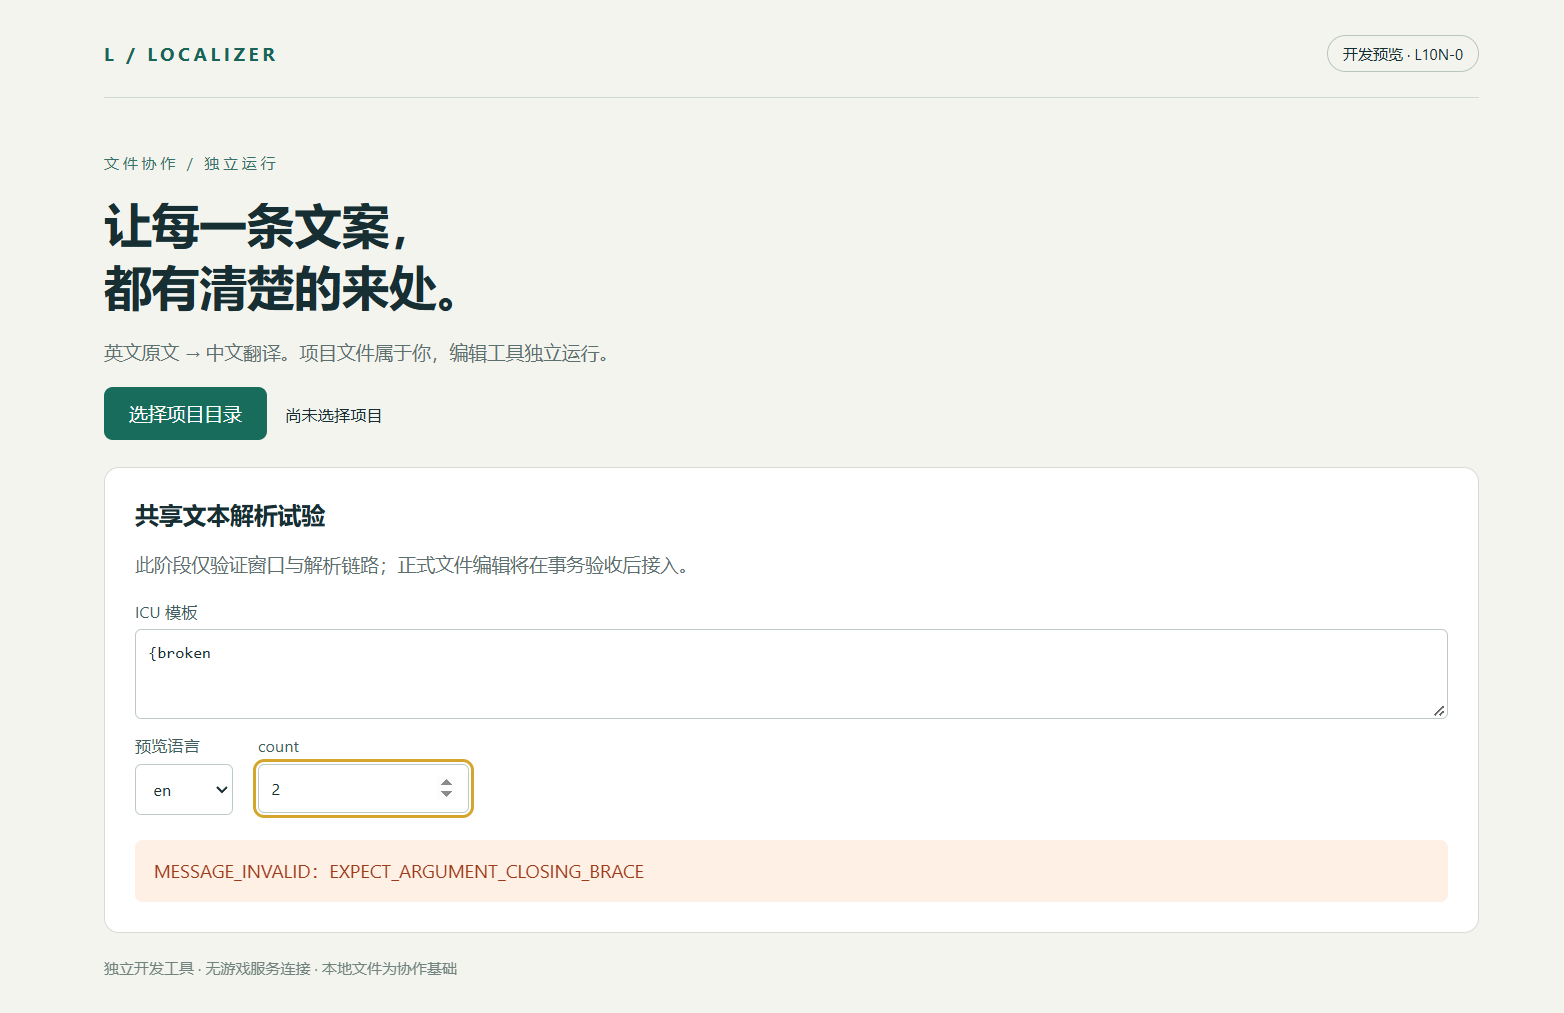 L / LOCALIZER
开发预览 · L10N-0
文件协作 / 独立运行
让每一条文案，
都有清楚的来处。
英文原文 → 中文翻译。项目文件属于你，编辑工具独立运行。
选择项目目录
尚未选择项目
共享文本解析试验
此阶段仅验证窗口与解析链路；正式文件编辑将在事务验收后接入。
ICU 模板
{broken
预览语言
count
en
2
MESSAGE_INVALID：EXPECT_ARGUMENT_CLOSING_BRACE
独立开发工具 · 无游戏服务连接 · 本地文件为协作基础